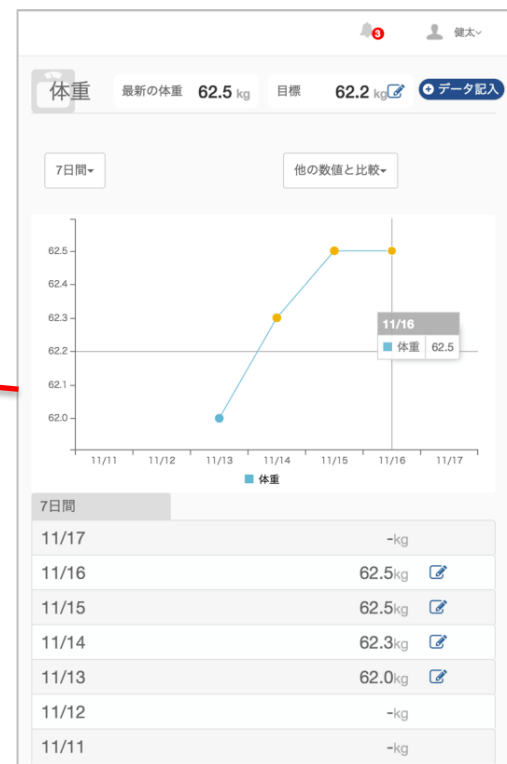 3 健太
体重 最新の体重 62.5 kg 目標 62.2 kg データ記入
7日間 他の数値と比較
62.5
62.4
62.3
11/16
体重 62.5
62.2
62.1
62.0
11/11 11/12 11/13 11/14 11/15 11/16 11/17
体重
7日間
11/17 -kg
11/16 62.5kg
11/15 62.5kg
11/14 62.3kg
11/13 62.0kg
11/12 -kg
11/11 -kg